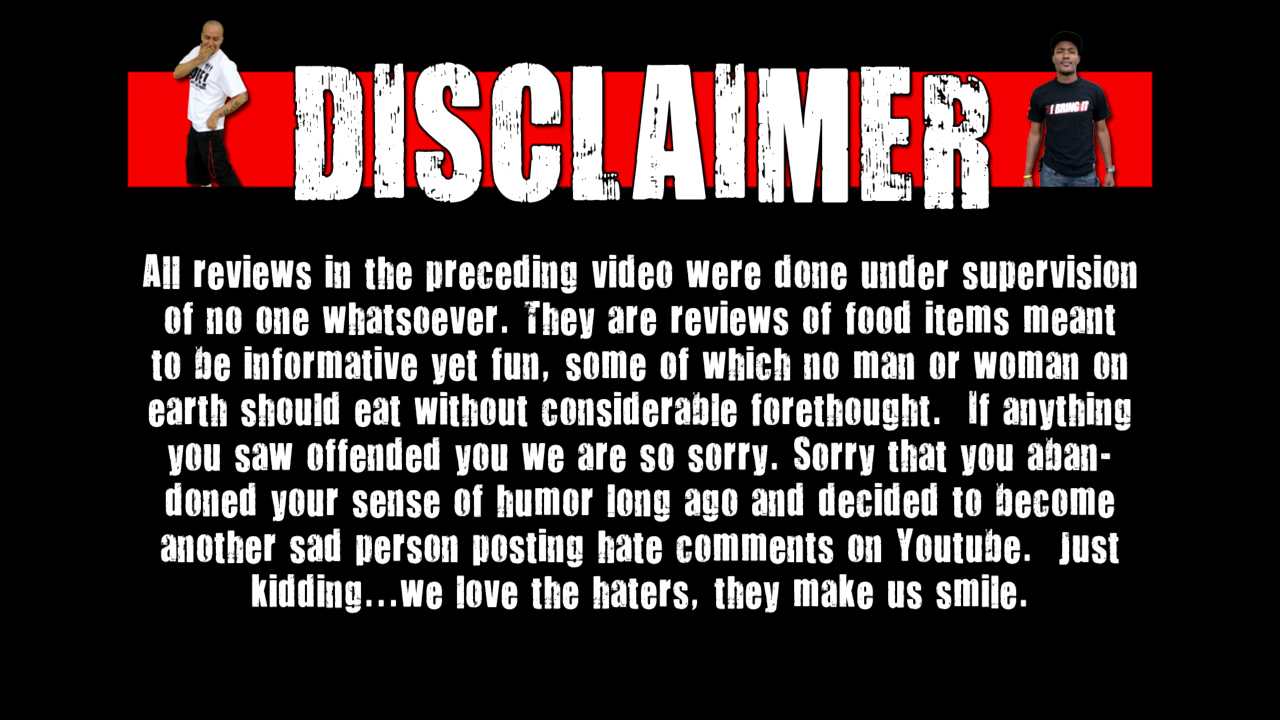 DISCLAIMER
I BRING IT
All reviews in the preceding video were done under supervision
of no one whatsoever. They are reviews of food items meant
to be informative yet fun, some of which no man or woman on
earth should eat without considerable forethought. If anything
you saw offended you we are so sorry. Sorry that you aban-
doned your sense of humor long ago and decided to become
another sad person posting hate comments on Youtube. Just
kidding...we love the haters, they make us smile.